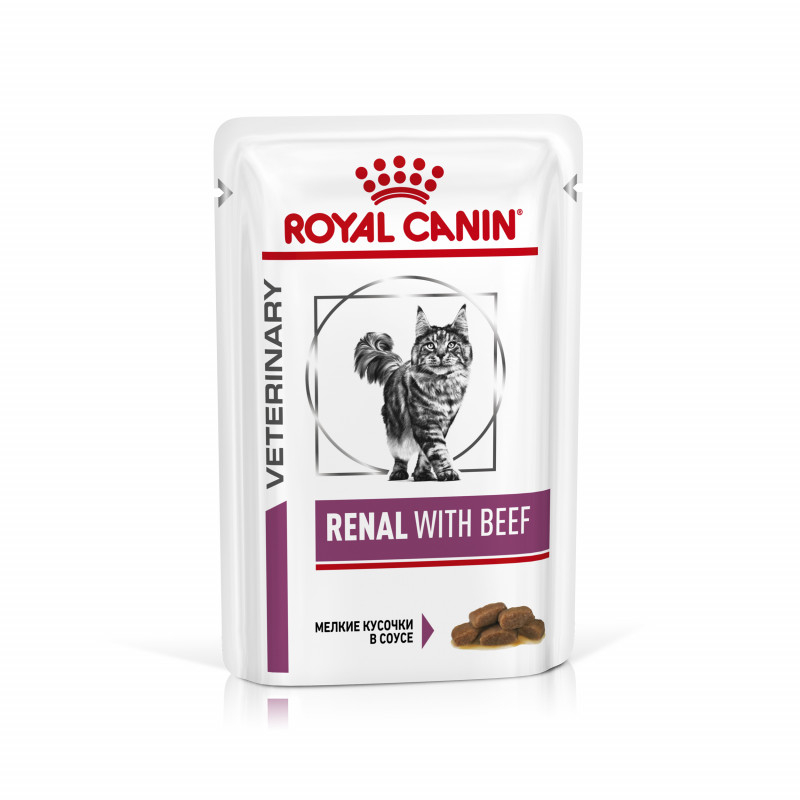 ROYAL CANIN®
VETERINARY
RENAL WITH BEEF
МЕЛКИЕ КУСОЧКИ
В СОУСЕ